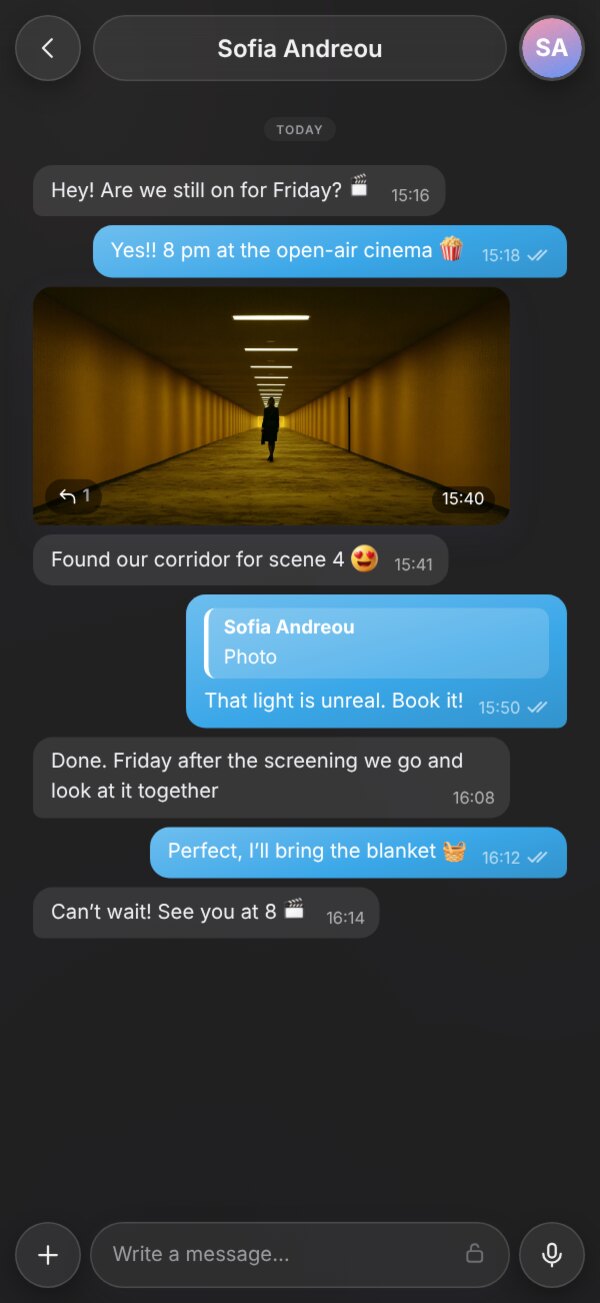 Sofia Andreou
SA
TODAY
Hey! Are we still on for Friday? 🎬 15:16
Yes!! 8 pm at the open-air cinema 🍿 15:18
1
15:40
Found our corridor for scene 4 😍 15:41
Sofia Andreou
Photo
That light is unreal. Book it! 15:50
Done. Friday after the screening we go and
look at it together 16:08
Perfect, I’ll bring the blanket 🧺 16:12
Can’t wait! See you at 8 🎬 16:14
Write a message...